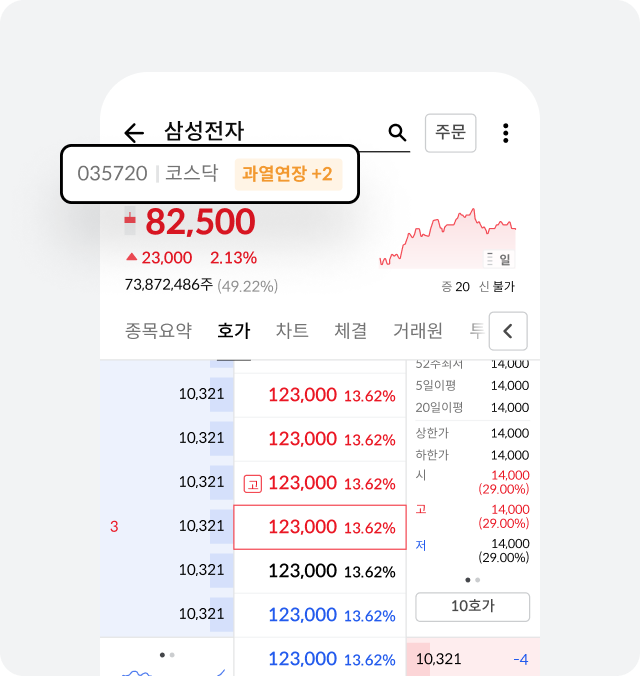 삼성전자
주문
035720 | 코스닥 과열연장 +2
82,500
▲ 23,000 2.13%
일
73,872,486주 (49.22%)
증 20 신 불가
종목요약 호가 차트 체결 거래원 투
52주최저 14,000
10,321 123,000 13.62%
5일이평 14,000
20일이평 14,000
10,321 123,000 13.62%
상한가 14,000
하한가 14,000
10,321 고 123,000 13.62%
시 14,000
(29.00%)
3 10,321 123,000 13.62%
고 14,000
(29.00%)
저 14,000
(29.00%)
10,321 123,000 13.62%
10,321 123,000 13.62%
10호가
123,000 13.62%
10,321 -4